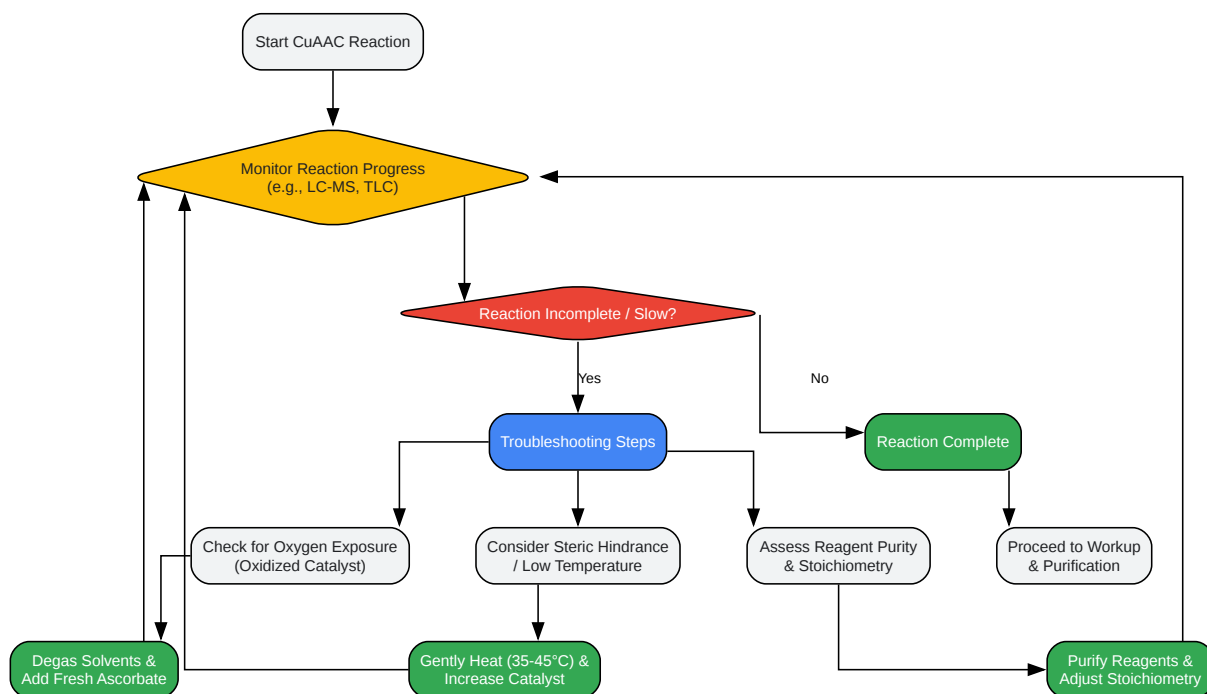 Start CuAAC Reaction
Monitor Reaction Progress
(e.g., LC-MS, TLC)
Reaction Incomplete / Slow?
Yes
No
Troubleshooting Steps
Reaction Complete
Check for Oxygen Exposure
(Oxidized Catalyst)
Consider Steric Hindrance
/ Low Temperature
Assess Reagent Purity
& Stoichiometry
Proceed to Workup
& Purification
Degas Solvents &
Add Fresh Ascorbate
Gently Heat (35-45°C) &
Increase Catalyst
Purify Reagents &
Adjust Stoichiometry